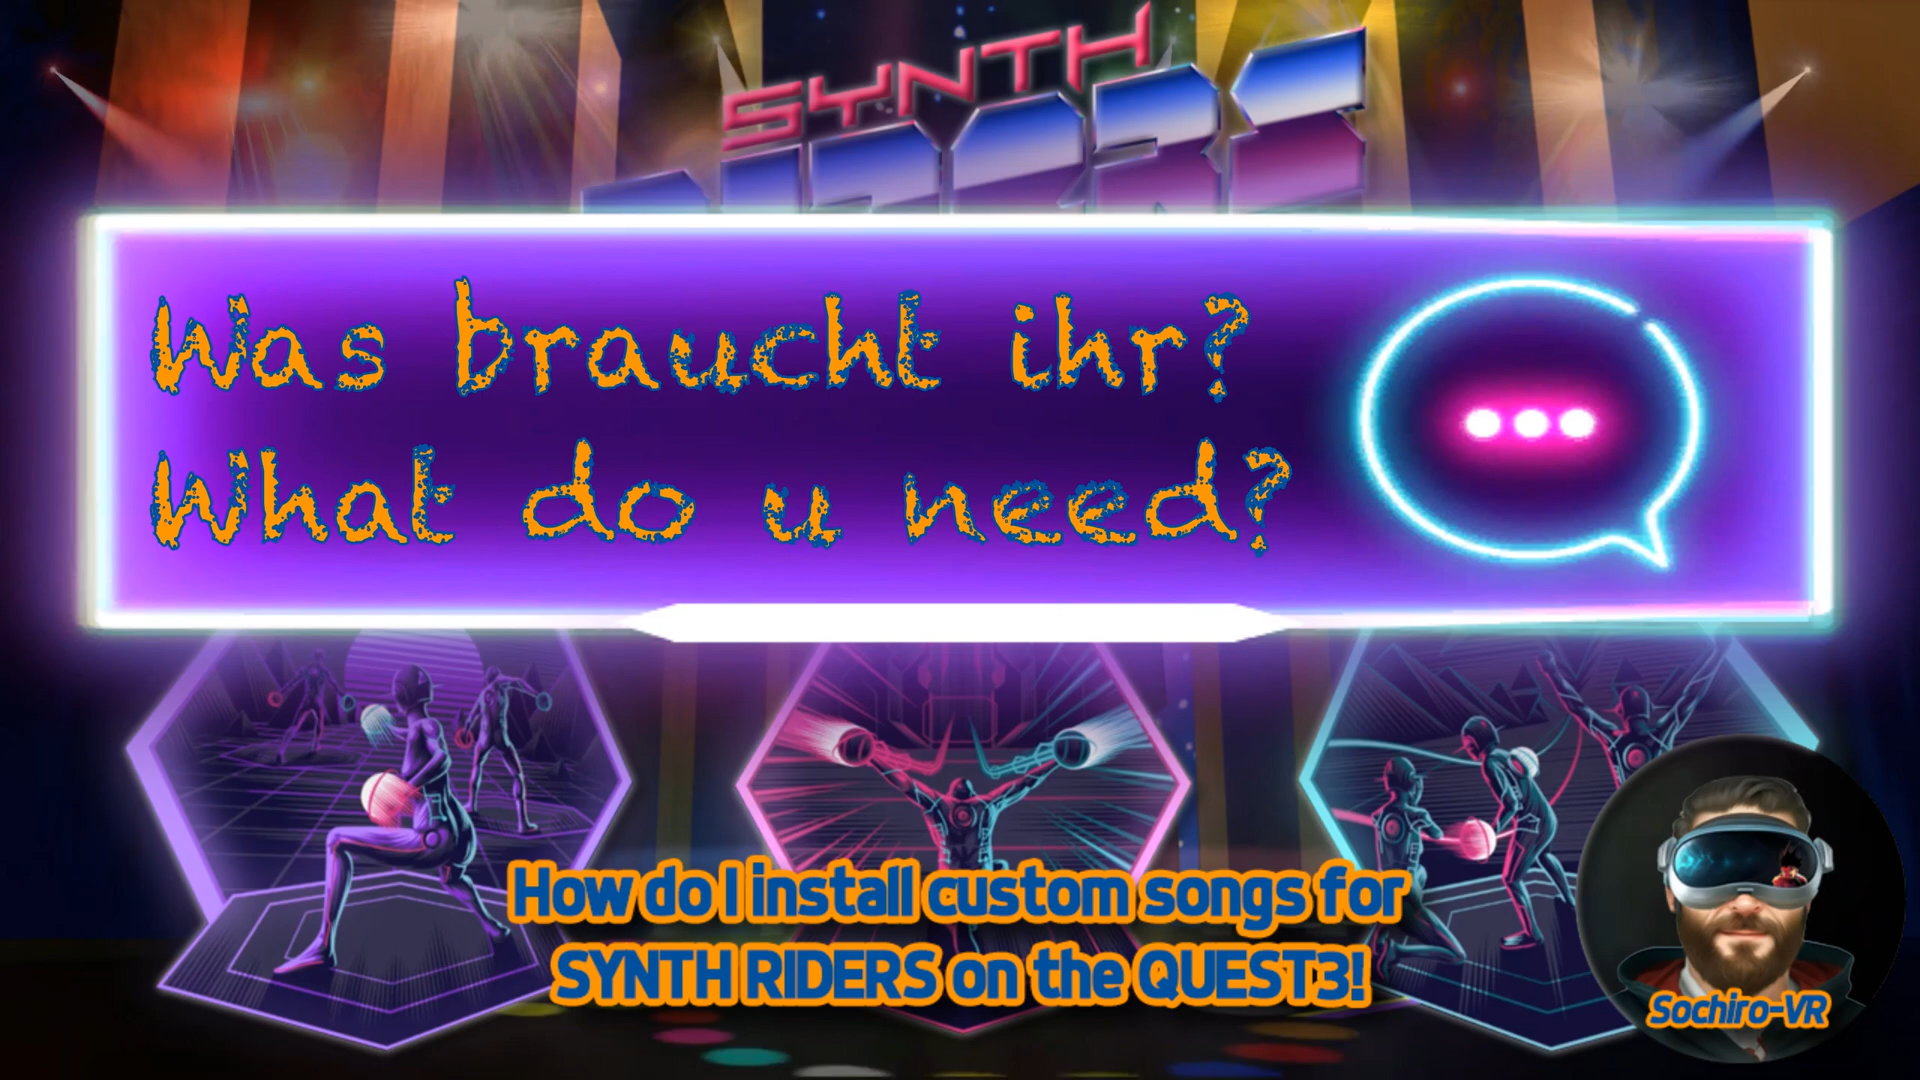 SYNTH
RIDERS
Was braucht ihr?
What do u need?
How do I install custom songs for
SYNTH RIDERS on the QUEST3!
Sochiro-VR